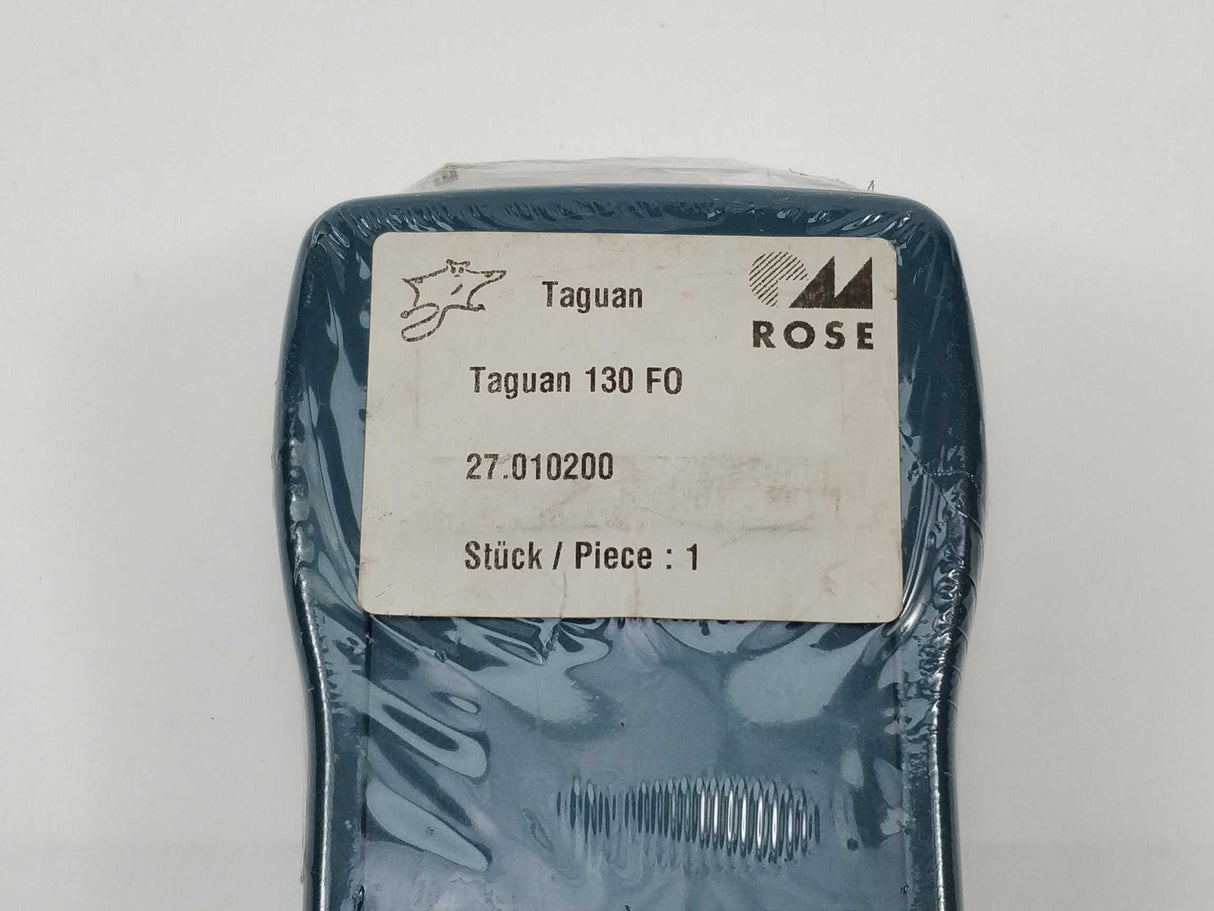 Taguan
ROSE
Taguan 130 FO
27.010200
Stück / Piece : 1